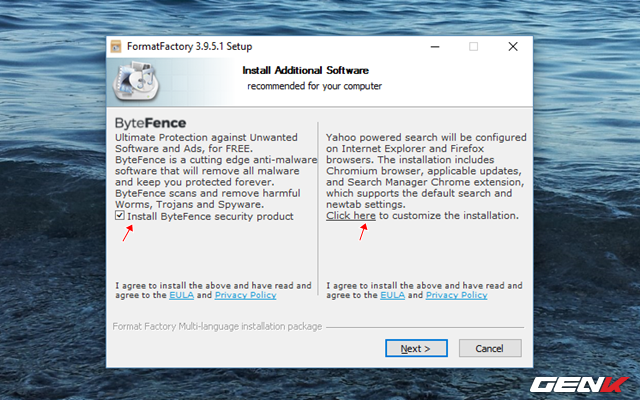 FormatFactory 3.9.5.1 Setup
Install Additional Software
recommended for your computer
ByteFence
Ultimate Protection against Unwanted
Software and Ads, for FREE.
ByteFence is a cutting edge anti-malware
software that will remove all malware
and keep you protected forever.
ByteFence scans and remove harmful
Worms, Trojans and Spyware.
Install ByteFence security product
I agree to install the above and have read and
agree to the EULA and Privacy Policy
Yahoo powered search will be configured
on Internet Explorer and Firefox
browsers. The installation includes
Chromium browser, applicable updates,
and Search Manager Chrome extension,
which supports the default search and
newtab settings.
Click here to customize the installation.
I agree to install the above and have read and
agree to the EULA and Privacy Policy
Format Factory Multi-language installation package
Next >
Cancel
GENK